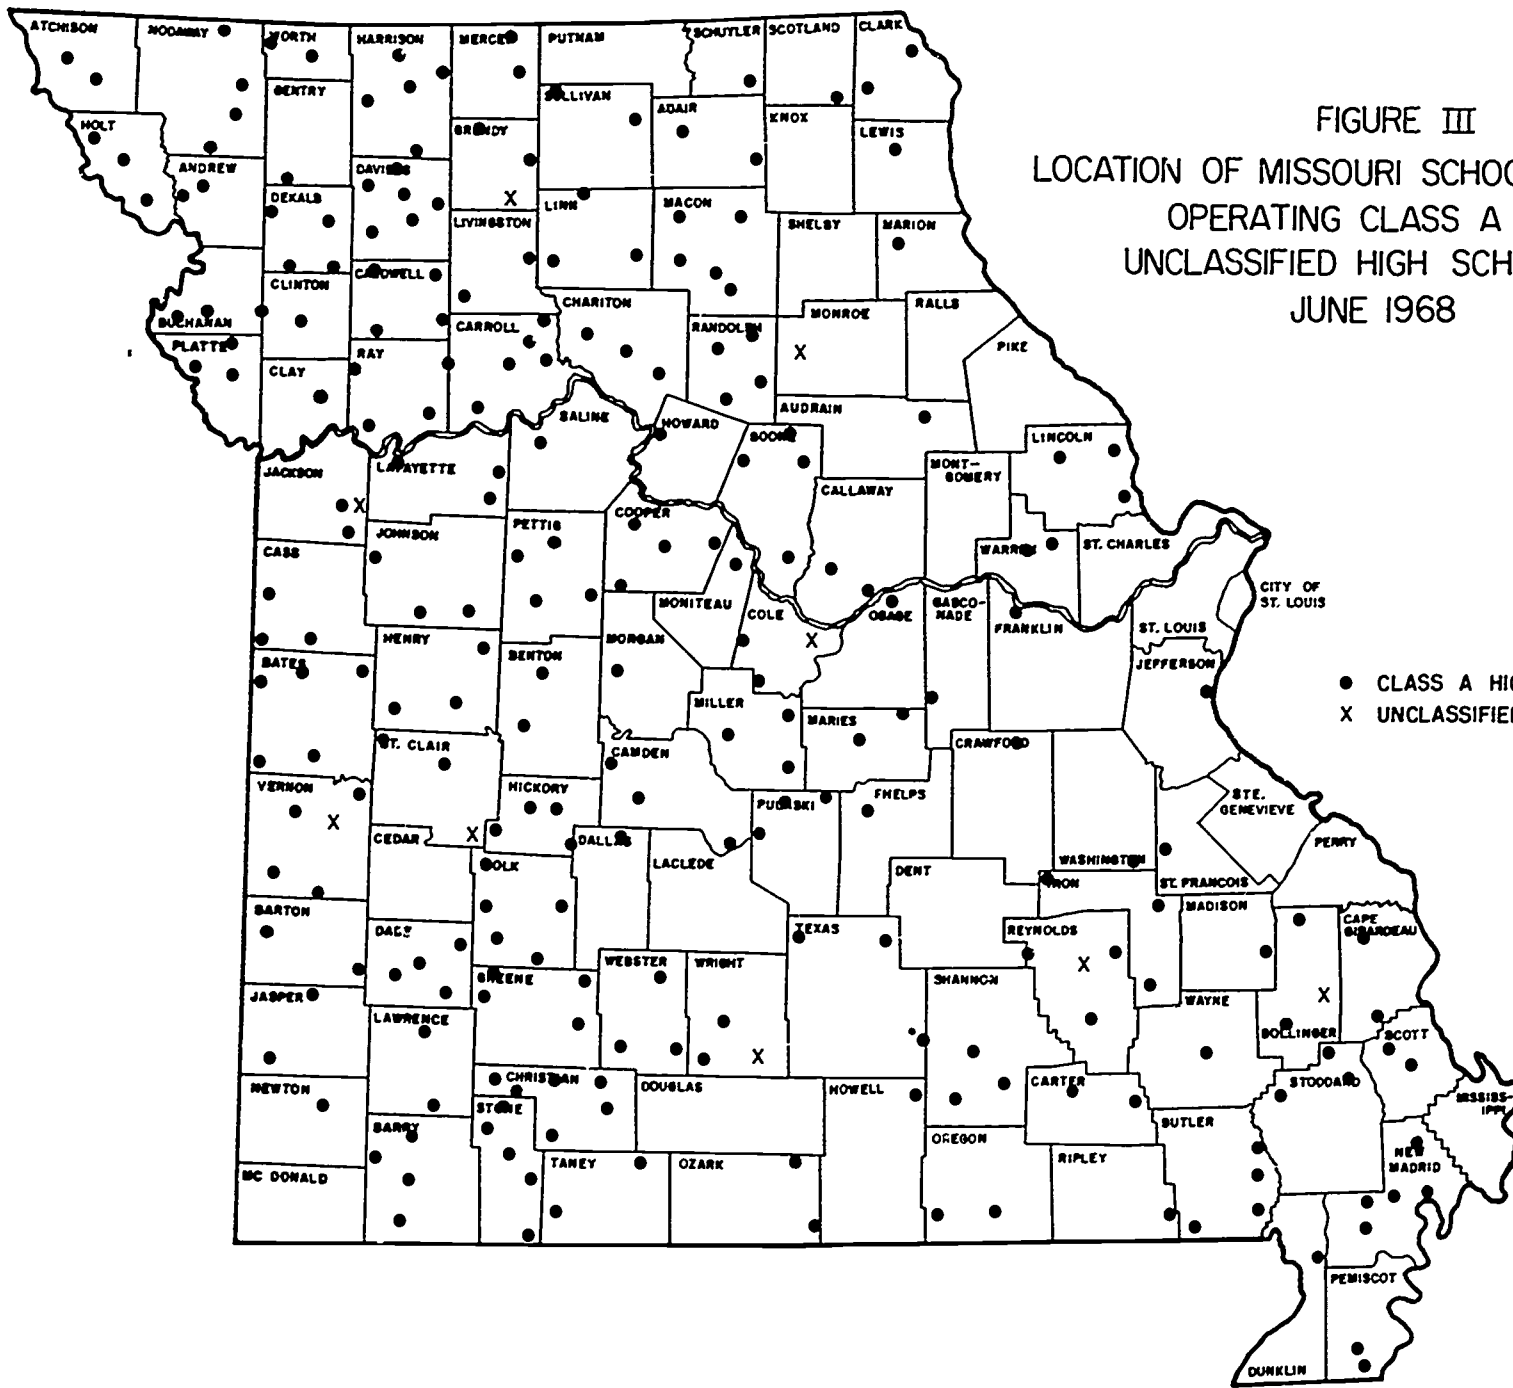 FIGURE III
LOCATION OF MISSOURI SCHOO
OPERATING CLASS A
UNCLASSIFIED HIGH SCH
JUNE 1968
ATCHISON
NODAWAY
WORTH
HARRISON
MERCER
PUTNAM
SCHUYLER
SCOTLAND
CLARK
GENTRY
SULLIVAN
ADAIR
KNOX
LEWIS
HOLT
ANDREW
DAVIESS
GRUNDY
DEKALB
LIVINGSTON
LINN
MACON
SHELBY
MARION
CLINTON
CALDWELL
CHARITON
RANDOLPH
MONROE
RALLS
BUCHANAN
PLATTE
CLAY
RAY
CARROLL
PIKE
AUDRAIN
SALINE
HOWARD
BOONE
LINCOLN
JACKSON
LAFAYETTE
MONT-
GOMERY
CALLAWAY
COOPER
PETTIS
JOHNSON
CASS
WARREN
ST. CHARLES
CITY OF
ST. LOUIS
MONITEAU
COLE
OSAGE
GASCO-
NADE
FRANKLIN
ST. LOUIS
HENRY
BENTON
MORGAN
BATES
JEFFERSON
MILLER
MARIES
● CLASS A HI
X UNCLASSIFIE
ST. CLAIR
CAMDEN
CRAWFORD
VERNON
HICKORY
PULASKI
PHELPS
STE.
GENEVIEVE
CEDAR
DALLAS
LACLEDE
PERRY
POLK
DENT
WASHINGTON
IRON
ST. FRANCOIS
BARTON
MADISON
CAPE
GIRARDEAU
DADE
TEXAS
REYNOLDS
WEBSTER
WRIGHT
GREENE
SHANNON
JASPER
WAYNE
LAWRENCE
BOLLINGER
SCOTT
NEWTON
CHRISTIAN
DOUGLAS
HOWELL
CARTER
STODDARD
MISSISS-
IPPI
STONE
BARRY
BUTLER
OREGON
RIPLEY
NEW
MADRID
MC DONALD
TANEY
OZARK
PEMISCOT
DUNKLIN